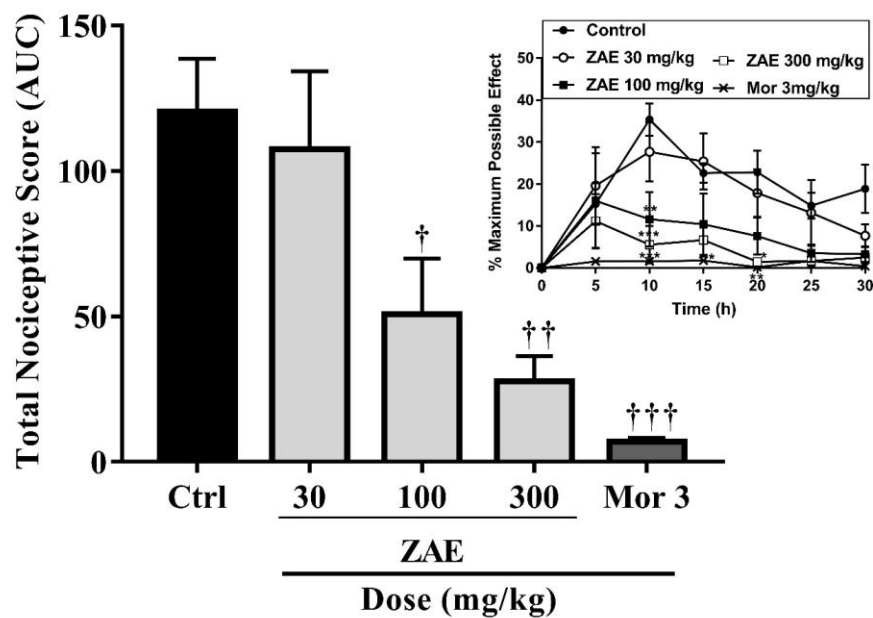 Total Nociceptive Score (AUC)
150
100
50
0
†
††
†††
Ctrl
30
100
300
Mor 3
ZAE
Dose (mg/kg)
Control
ZAE 30 mg/kg
ZAE 300 mg/kg
ZAE 100 mg/kg
Mor 3mg/kg
% Maximum Possible Effect
50
40
30
20
10
0
**
***
***
**
*
**
0
5
10
15
20
25
30
Time (h)